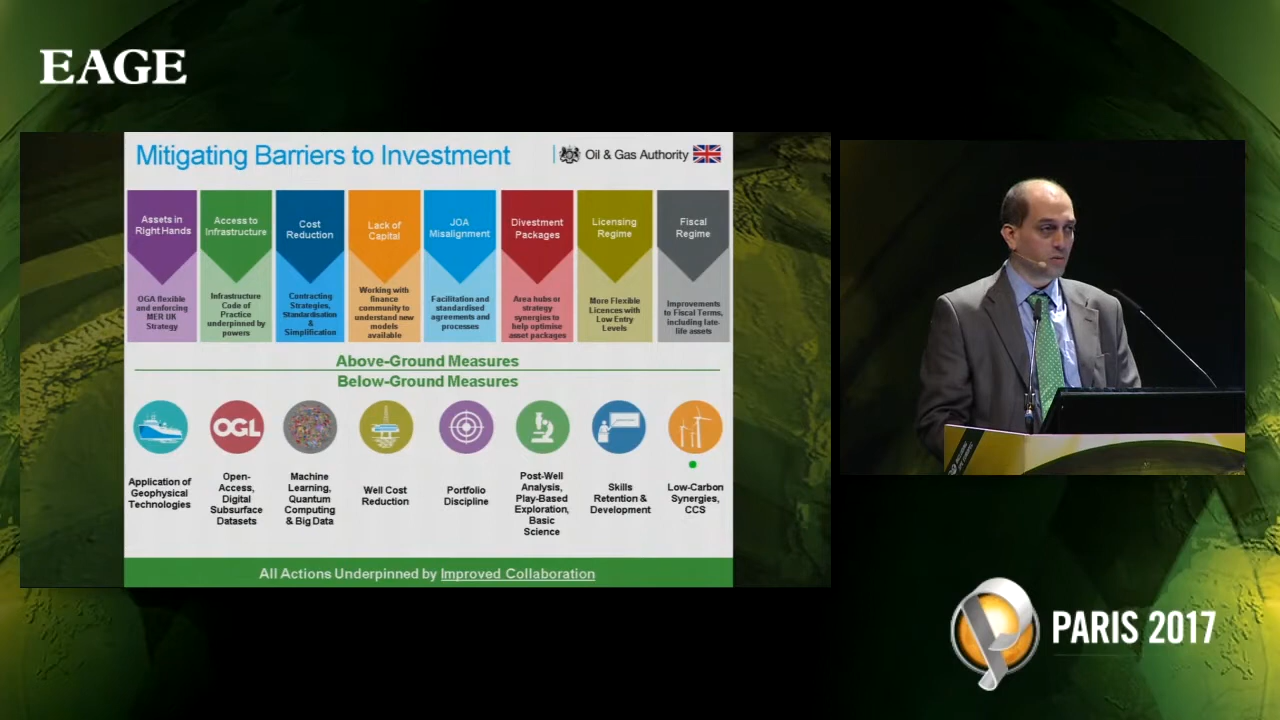 EAGE
Mitigating Barriers to Investment
Oil & Gas Authority
Assets in
Right Hands
Access to
Infrastructure
Cost
Reduction
Lack of
Capital
JOA
Misalignment
Divestment
Packages
Licensing
Regime
Fiscal
Regime
OGA flexible
and enforcing
MER UK
Strategy
Infrastructure
Code of
Practice
underpinned by
powers
Contracting
Strategies,
Standardisation
&
Simplification
Working with
finance
community to
understand new
models
available
Facilitation and
standardised
agreements and
processes
Area hubs or
strategy
synergies to
help optimise
asset packages
More Flexible
Licences with
Low Entry
Levels
Improvements
to Fiscal Terms,
including late-
life assets
Above-Ground Measures
Below-Ground Measures
OGL
Application of
Geophysical
Technologies
Open-
Access,
Digital
Subsurface
Datasets
Machine
Learning,
Quantum
Computing
& Big Data
Well Cost
Reduction
Portfolio
Discipline
Post-Well
Analysis,
Play-Based
Exploration,
Basic
Science
Skills
Retention &
Development
Low-Carbon
Synergies,
CCS
All Actions Underpinned by Improved Collaboration
PARIS 2017